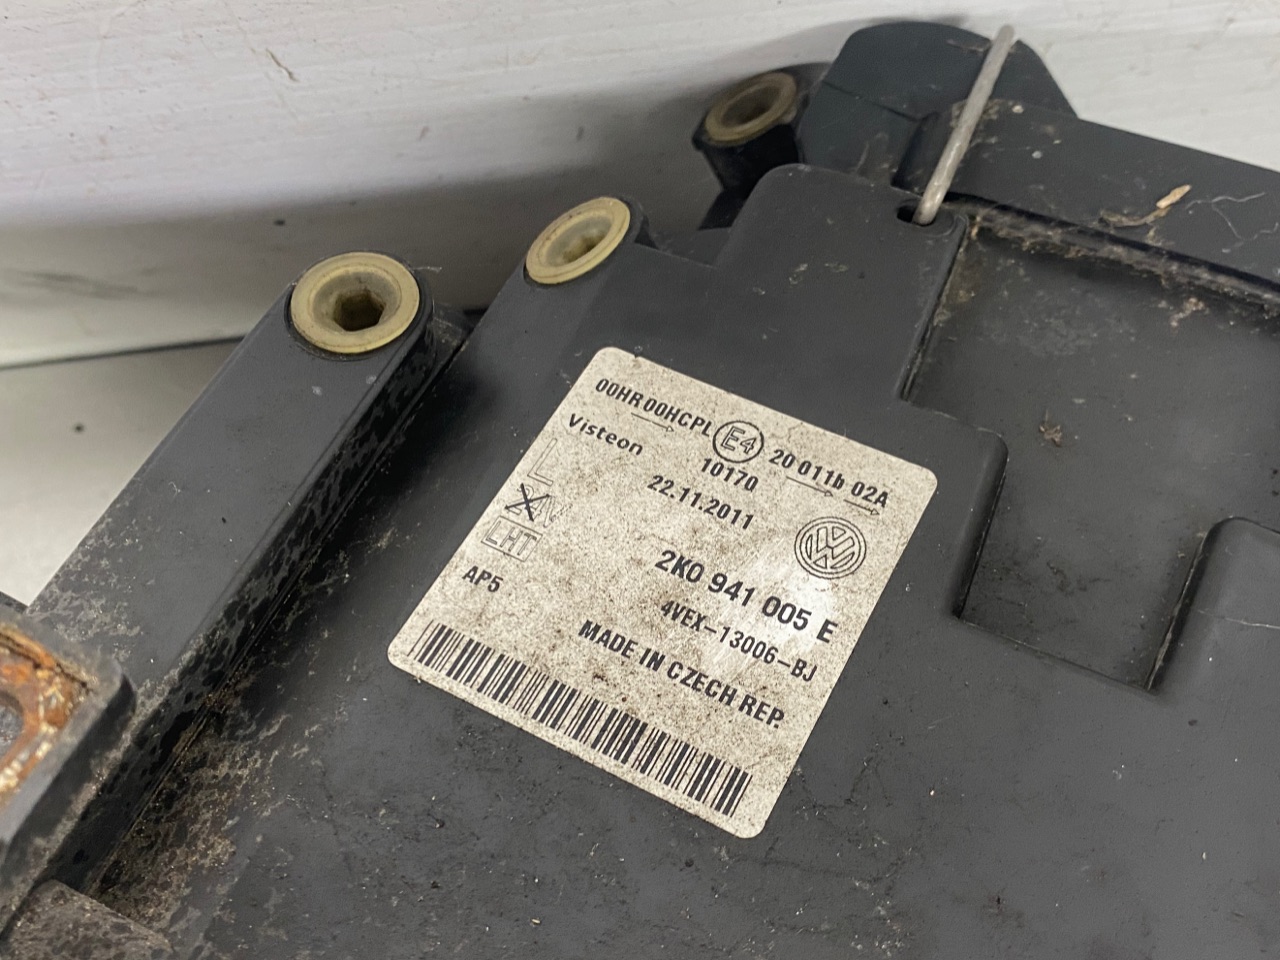 00HR 00HCPL E4 20 011b 02A
10170
Visteon
22.11.2011
L
24V
LHT
2K0 941 005 E
AP5
4VEX-13006-BJ
MADE IN CZECH REP.